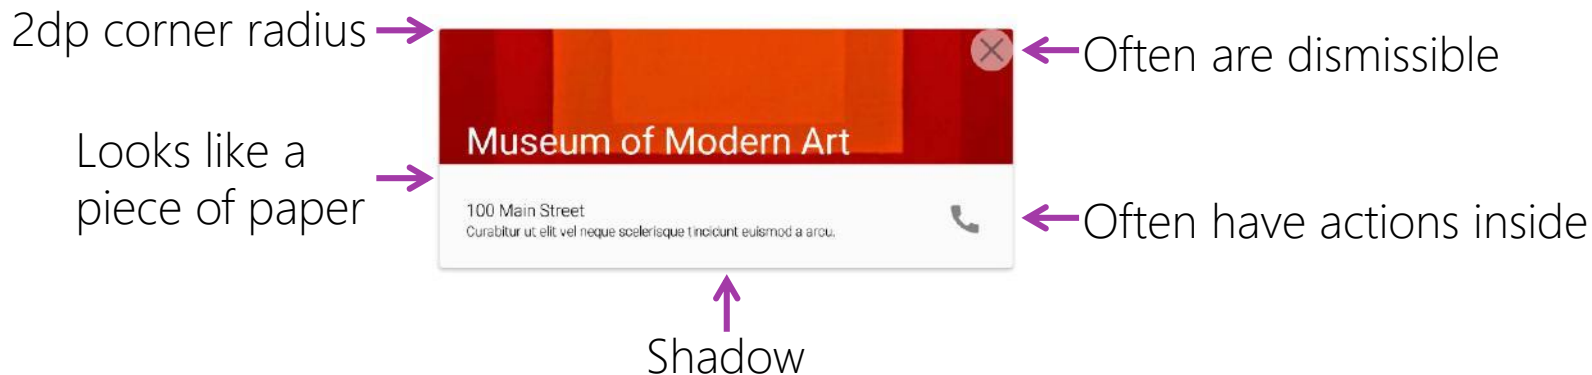 2dp corner radius
Often are dismissible
Looks like a
piece of paper
Museum of Modern Art
100 Main Street
Curabitur ut elit vel neque scelerisque tincidunt euismod a arcu.
Often have actions inside
Shadow